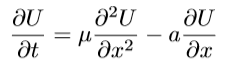 ∂U/∂t = μ ∂²U/∂x² − a ∂U/∂x